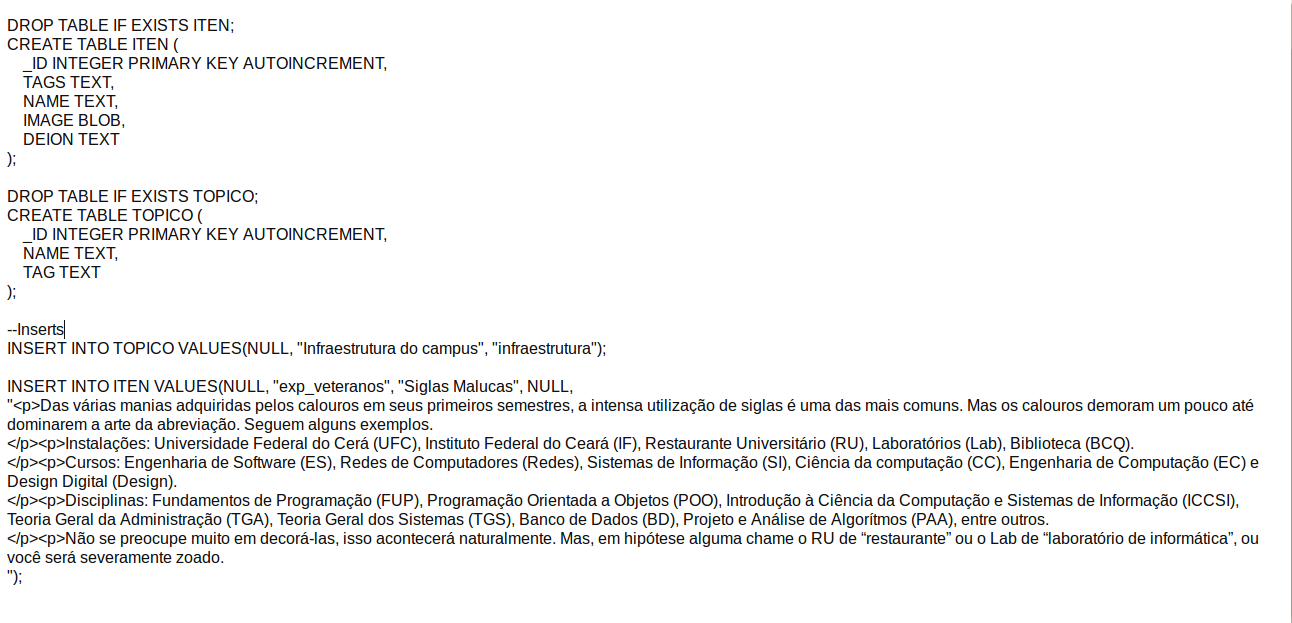 DROP TABLE IF EXISTS ITEN;
CREATE TABLE ITEN (
    _ID INTEGER PRIMARY KEY AUTOINCREMENT,
    TAGS TEXT,
    NAME TEXT,
    IMAGE BLOB,
    DEION TEXT
);

DROP TABLE IF EXISTS TOPICO;
CREATE TABLE TOPICO (
    _ID INTEGER PRIMARY KEY AUTOINCREMENT,
    NAME TEXT,
    TAG TEXT
);

--Inserts
INSERT INTO TOPICO VALUES(NULL, "Infraestrutura do campus", "infraestrutura");

INSERT INTO ITEN VALUES(NULL, "exp_veteranos", "Siglas Malucas", NULL,
"<p>Das várias manias adquiridas pelos calouros em seus primeiros semestres, a intensa utilização de siglas é uma das mais comuns. Mas os calouros demoram um pouco até
dominarem a arte da abreviação. Seguem alguns exemplos.
</p><p>Instalações: Universidade Federal do Cerá (UFC), Instituto Federal do Ceará (IF), Restaurante Universitário (RU), Laboratórios (Lab), Biblioteca (BCQ).
</p><p>Cursos: Engenharia de Software (ES), Redes de Computadores (Redes), Sistemas de Informação (SI), Ciência da computação (CC), Engenharia de Computação (EC) e
Design Digital (Design).
</p><p>Disciplinas: Fundamentos de Programação (FUP), Programação Orientada a Objetos (POO), Introdução à Ciência da Computação e Sistemas de Informação (ICCSI),
Teoria Geral da Administração (TGA), Teoria Geral dos Sistemas (TGS), Banco de Dados (BD), Projeto e Análise de Algorítmos (PAA), entre outros.
</p><p>Não se preocupe muito em decorá-las, isso acontecerá naturalmente. Mas, em hipótese alguma chame o RU de “restaurante” ou o Lab de “laboratório de informática”, ou
você será severamente zoado.
");